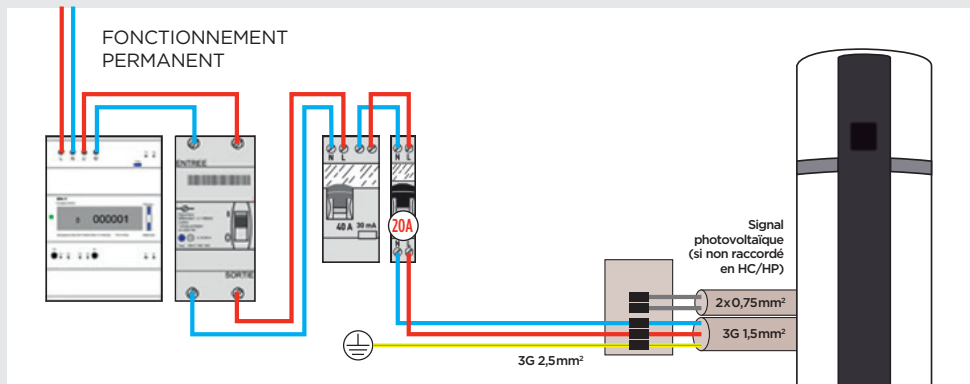 FONCTIONNEMENT
PERMANENT
L N L N
ENTREE
0 000001
SORTIE
N L
40 A 30 mA
N L
20A
N L
Signal
photovoltaïque
(si non raccordé
en HC/HP)
2x0,75mm²
3G 1,5mm²
3G 2,5mm²